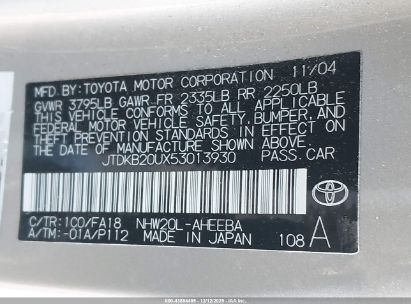 MFD. BY: TOYOTA MOTOR CORPORATION 11/04
GVWR 3795LB GAWR FR 2335LB RR 2250LB
THIS VEHICLE CONFORMS TO ALL APPLICABLE
FEDERAL MOTOR VEHICLE SAFETY, BUMPER, AND
THEFT PREVENTION STANDARDS IN EFFECT ON
THE DATE OF MANUFACTURE SHOWN ABOVE.
JTDKB20UX53013930 PASS. CAR
C/TR: 1C0/FA18 NHW20L-AHEEBA
A/TM: -01A/P112 MADE IN JAPAN 108 A